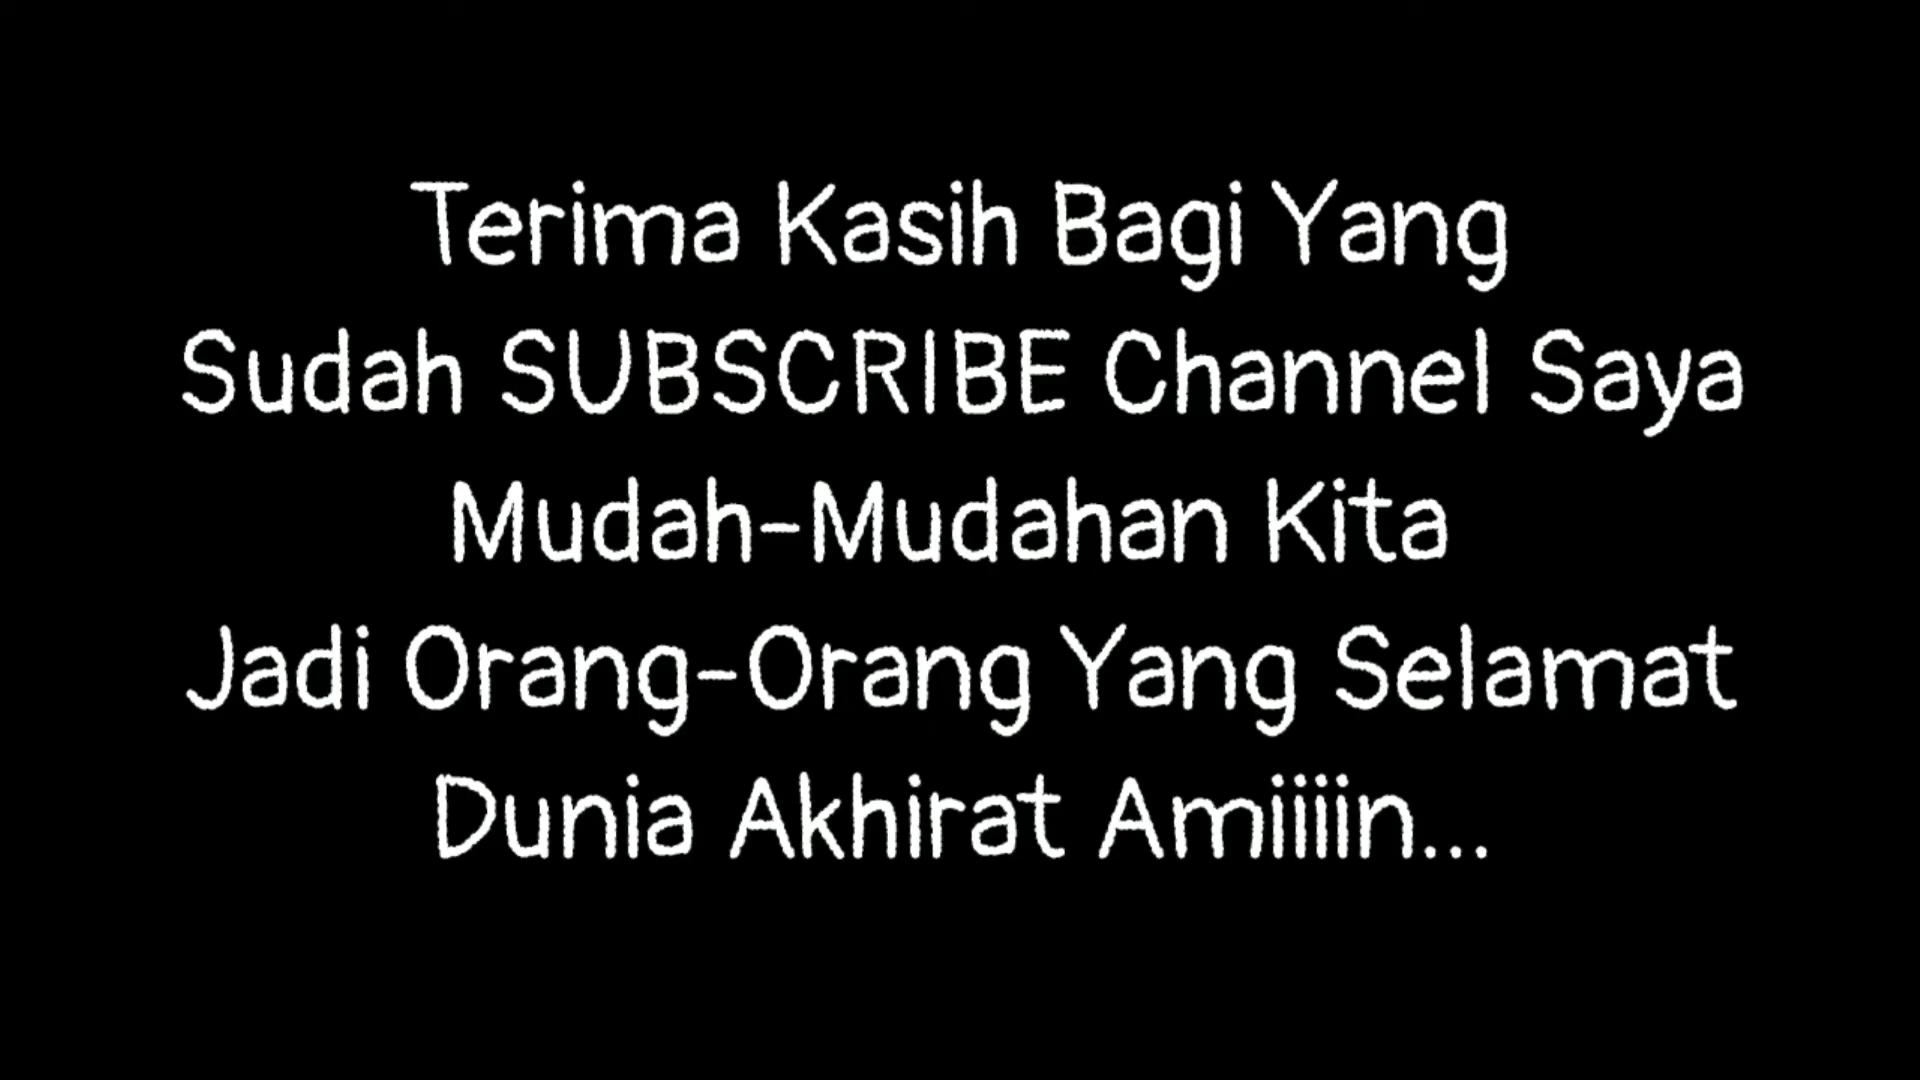 Terima Kasih Bagi Yang
Sudah SUBSCRIBE Channel Saya
Mudah-Mudahan Kita
Jadi Orang-Orang Yang Selamat
Dunia Akhirat Amiiiin...